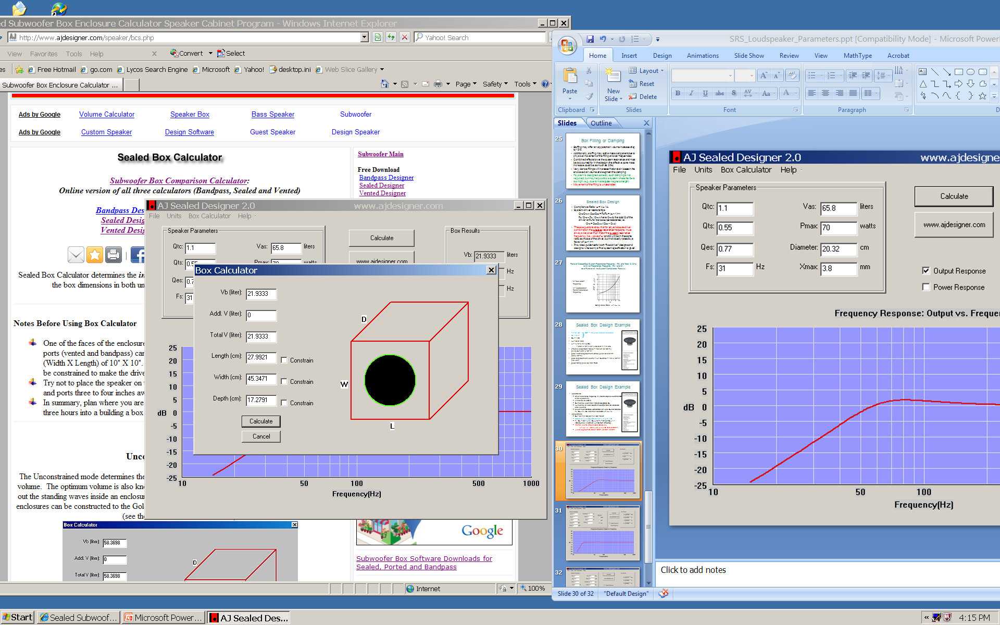 d Subwoofer Box Enclosure Calculator Speaker Cabinet Program - Windows Internet Explorer
http://www.ajdesigner.com/speaker/bcs.php
Yahoo! Search
View Favorites Tools Help
Convert
Select
Free Hotmail
go.com
Lycos Search Engine
Microsoft
Yahoo!
desktop.ini
Web Slice Gallery
Subwoofer Box Enclosure Calculator ...
Page Safety Tools
Ads by Google
Volume Calculator
Speaker Box
Bass Speaker
Subwoofer
Ads by Google
Custom Speaker
Design Software
Guest Speaker
Design Speaker
Sealed Box Calculator
Subwoofer Box Comparison Calculator:
Online version of all three calculators (Bandpass, Sealed and Vented)
Bandpass Des
Sealed Desig
Vented Desig
Subwoofer Main
Free Download
Bandpass Designer
Sealed Designer
Vented Designer
Sealed Box Calculator determines the in
the box dimensions in both un
Notes Before Using Box Calculator
One of the faces of the enclosure
ports (vented and bandpass) can
(Width X Length) of 10" X 10".
be constrained to make the drive
Try not to place the speaker on
and ports three to four inches aw
In summary, plan where you are
three hours into a building a box
Unco
The Unconstrained mode determines the
volume. The optimum volume is also kn
out the standing waves inside an enclosur
enclosures can be constructed to the Gol
(see the
Box Calculator
Vb (liter): 58.3698
Addl. V (liter): 0
Total V (liter): 58.3698
D
Google
Subwoofer Box Software Downloads for
Sealed, Ported and Bandpass
Internet
100%
AJ Sealed Designer 2.0
www.ajdesigner.com
File Units Box Calculator Help
Speaker Parameters
Qtc: 1.1
Vas: 65.8 liters
Qts: 0.55
Pmax: 70 watts
Qes: 0.7
Fs: 31
Calculate
www.ajdesigner.com
Box Results
Vb: 21.9333 liters
Hz
Hz
Box Calculator
Vb (liter): 21.9333
Addl. V (liter): 0
Total V (liter): 21.9333
Length (cm): 27.9921 Constrain
Width (cm): 45.3471 Constrain
Depth (cm): 17.2791 Constrain
Calculate
Cancel
D
W
L
25
20
15
10
5
dB 0
-5
-10
-15
-20
-25
10 50 100 500 1000
Frequency(Hz)
SRS_Loudspeaker_Parameters.ppt [Compatibility Mode] - Microsoft Power
Home Insert Design Animations Slide Show Review View MathType Acrobat
Paste
New
Slide
Layout
Reset
Delete
Clipboard
Slides
Font
Paragraph
D
Slides
Outline
25
Box Filling or Damping
26
Sealed Box Design
27
28
Sealed Box Design Example
29
Sealed Box Design Example
30
31
32
AJ Sealed Designer 2.0
www.ajdesigne
File Units Box Calculator Help
Speaker Parameters
Qtc: 1.1
Vas: 65.8 liters
Qts: 0.55
Pmax: 70 watts
Qes: 0.77
Diameter: 20.32 cm
Fs: 31 Hz
Xmax: 3.8 mm
Calculate
www.ajdesigner.com
Output Response
Power Response
Frequency Response: Output vs. Freque
25
20
15
10
5
dB 0
-5
-10
-15
-20
-25
10 50 100
Frequency(Hz)
Click to add notes
Slide 30 of 32
"Default Design"
Start
Sealed Subwoof...
Microsoft Power...
AJ Sealed Des...
« 4:15 PM